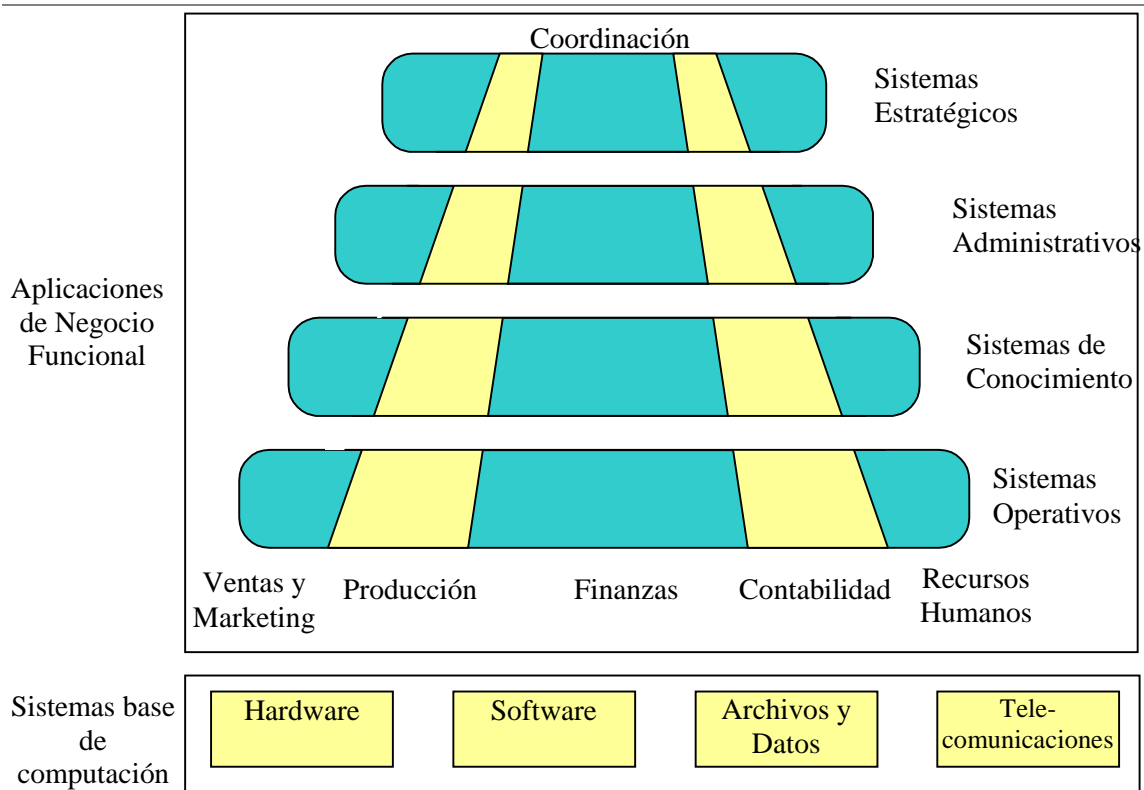 Coordinación
Sistemas
Estratégicos
Sistemas
Administrativos
Aplicaciones
de Negocio
Funcional
Sistemas de
Conocimiento
Sistemas
Operativos
Ventas y
Marketing
Producción
Finanzas
Contabilidad
Recursos
Humanos
Sistemas base
de
computación
Hardware
Software
Archivos y
Datos
Tele-
comunicaciones